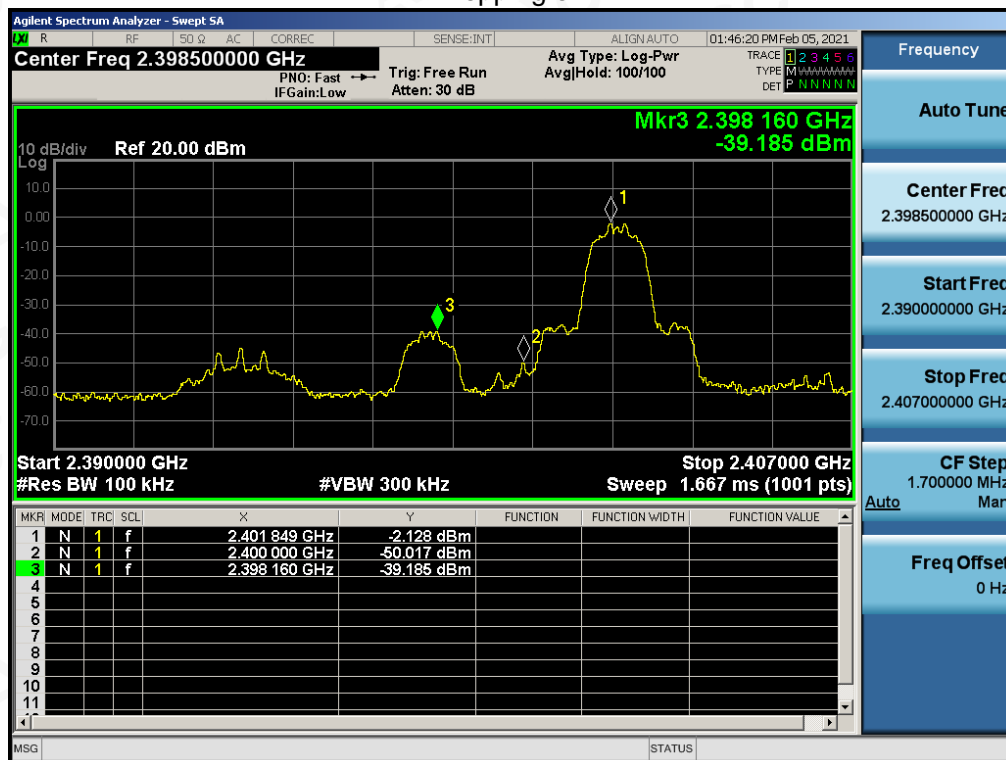 Agilent Spectrum Analyzer - Swept SA
LXI R RF 50 Ω AC CORREC SENSE:INT ALIGN AUTO 01:46:20 PM Feb 05, 2021
Center Freq 2.398500000 GHz
PNO: Fast
IFGain:Low
Trig: Free Run
Atten: 30 dB
Avg Type: Log-Pwr
Avg|Hold: 100/100
TRACE 1 2 3 4 5 6
TYPE M W W W W W
DET P N N N N N
Mkr3 2.398 160 GHz
-39.185 dBm
10 dB/div Ref 20.00 dBm
Log
10.0
0.00
-10.0
-20.0
-30.0
-40.0
-50.0
-60.0
-70.0
1
2
3
Start 2.390000 GHz Stop 2.407000 GHz
#Res BW 100 kHz #VBW 300 kHz Sweep 1.667 ms (1001 pts)
MKR MODE TRC SCL X Y FUNCTION FUNCTION WIDTH FUNCTION VALUE
1 N 1 f 2.401 849 GHz -2.128 dBm
2 N 1 f 2.400 000 GHz -50.017 dBm
3 N 1 f 2.398 160 GHz -39.185 dBm
4
5
6
7
8
9
10
11
MSG STATUS
Frequency
Auto Tune
Center Freq
2.398500000 GHz
Start Freq
2.390000000 GHz
Stop Freq
2.407000000 GHz
CF Step
1.700000 MHz
Auto Man
Freq Offset
0 Hz